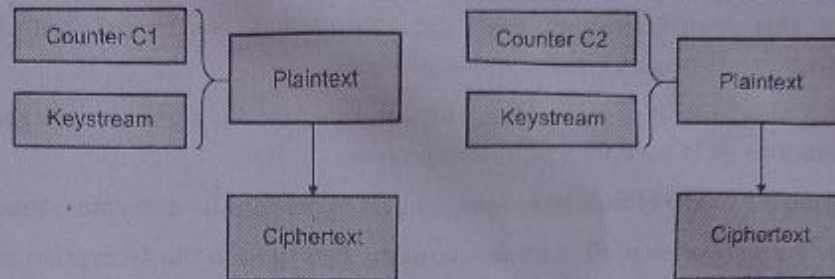 Counter C1
Plaintext
Keystream
Ciphertext
Counter C2
Plaintext
Keystream
Ciphertext